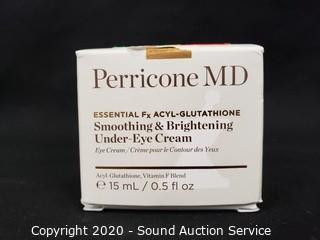 Perricone MD
ESSENTIAL Fx ACYL-GLUTATHIONE
Smoothing & Brightening
Under-Eye Cream
Eye Cream / Crème pour le Contour des Yeux
Acyl-Glutathione, Vitamin F Blend
℮ 15 mL / 0.5 fl oz
Copyright 2020 - Sound Auction Service